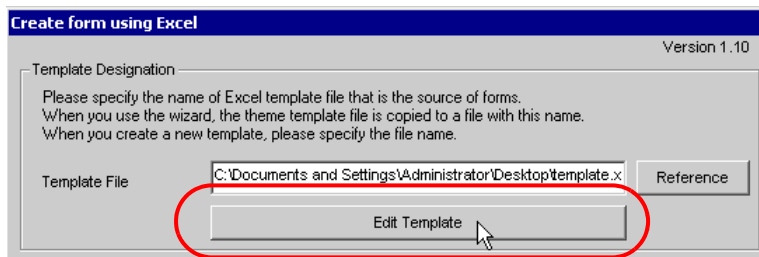 Create form using Excel
Version 1.10
Template Designation
Please specify the name of Excel template file that is the source of forms.
When you use the wizard, the theme template file is copied to a file with this name.
When you create a new template, please specify the file name.
Template File
C:\Documents and Settings\Administrator\Desktop\template.x
Reference
Edit Template